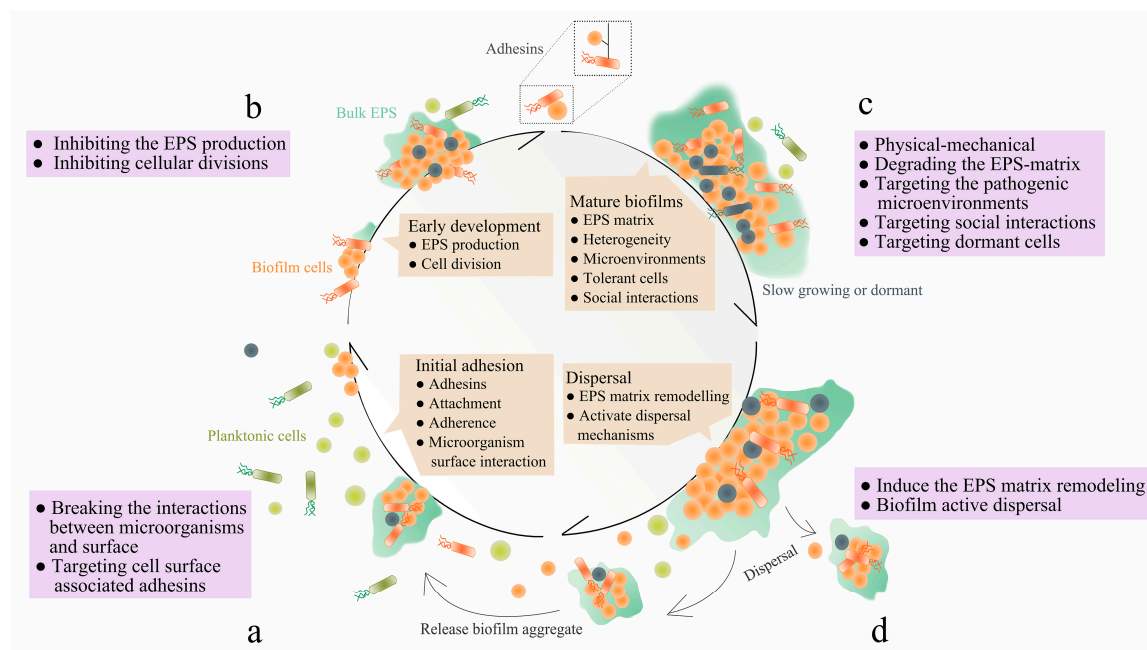 Adhesins
b
Bulk EPS
● Inhibiting the EPS production
● Inhibiting cellular divisions
c
● Physical-mechanical
● Degrading the EPS-matrix
● Targeting the pathogenic
microenvironments
● Targeting social interactions
● Targeting dormant cells
Early development
● EPS production
● Cell division
Mature biofilms
● EPS matrix
● Heterogeneity
● Microenvironments
● Tolerant cells
● Social interactions
Biofilm cells
Slow growing or dormant
Initial adhesion
● Adhesins
● Attachment
● Adherence
● Microorganism
surface interaction
Dispersal
● EPS matrix remodelling
● Activate dispersal
mechanisms
Planktonic cells
● Breaking the interactions
between microorganisms
and surface
● Targeting cell surface
associated adhesins
a
● Induce the EPS matrix remodeling
● Biofilm active dispersal
Dispersal
Release biofilm aggregate
d